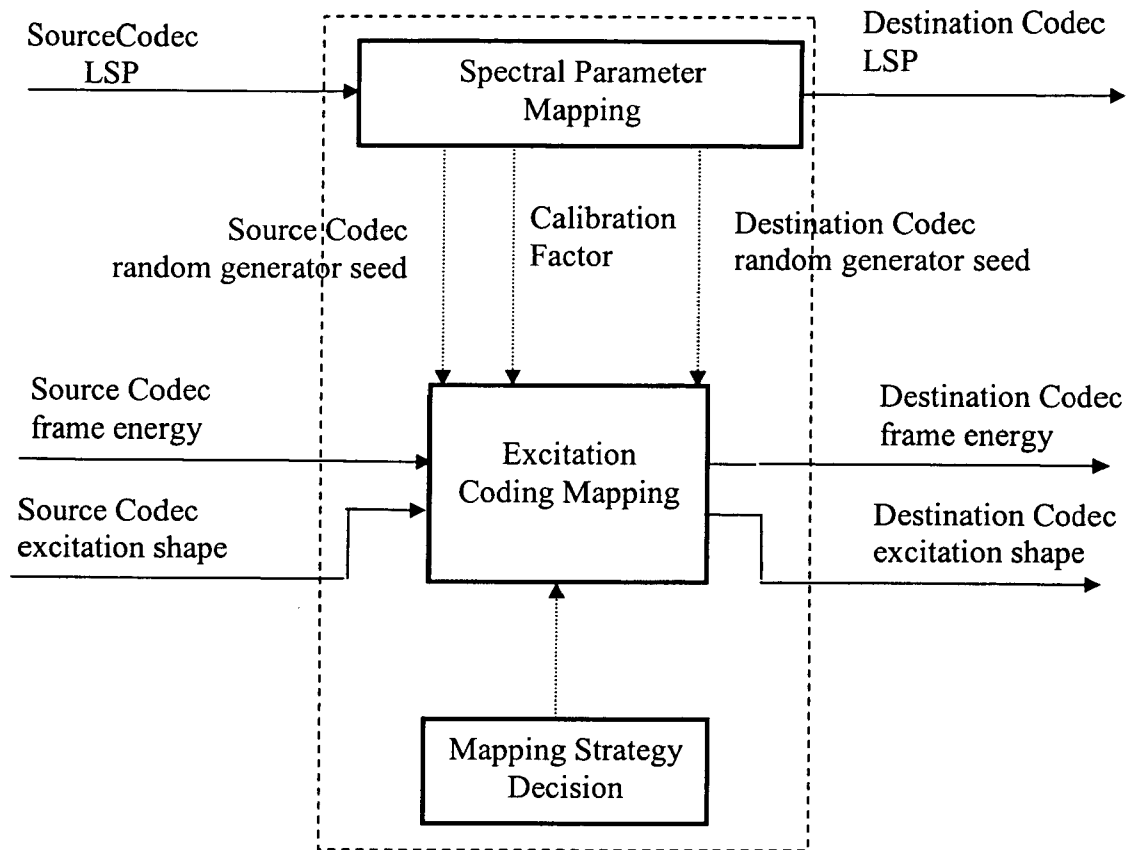 SourceCodec
LSP
Spectral Parameter
Mapping
Destination Codec
LSP
Source Codec
random generator seed
Calibration
Factor
Destination Codec
random generator seed
Source Codec
frame energy
Excitation
Coding Mapping
Destination Codec
frame energy
Source Codec
excitation shape
Destination Codec
excitation shape
Mapping Strategy
Decision